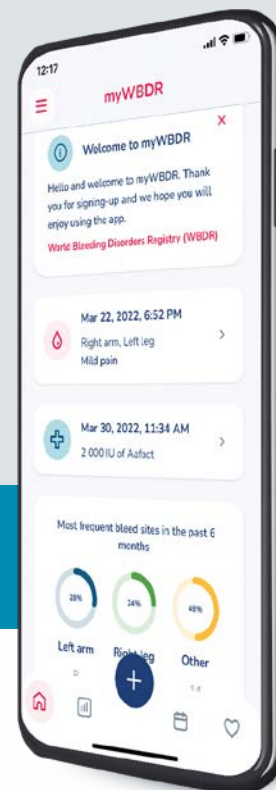 12:17
myWBDR
Welcome to myWBDR
Hello and welcome to myWBDR. Thank
you for signing-up and we hope you will
enjoy using the app.
World Bleeding Disorders Registry (WBDR)
Mar 22, 2022, 6:52 PM
Right arm, Left leg
Mild pain
Mar 30, 2022, 11:34 AM
2 000 IU of Aafact
Most frequent bleed sites in the past 6
months
28% 24% 48%
Left arm Right leg Other